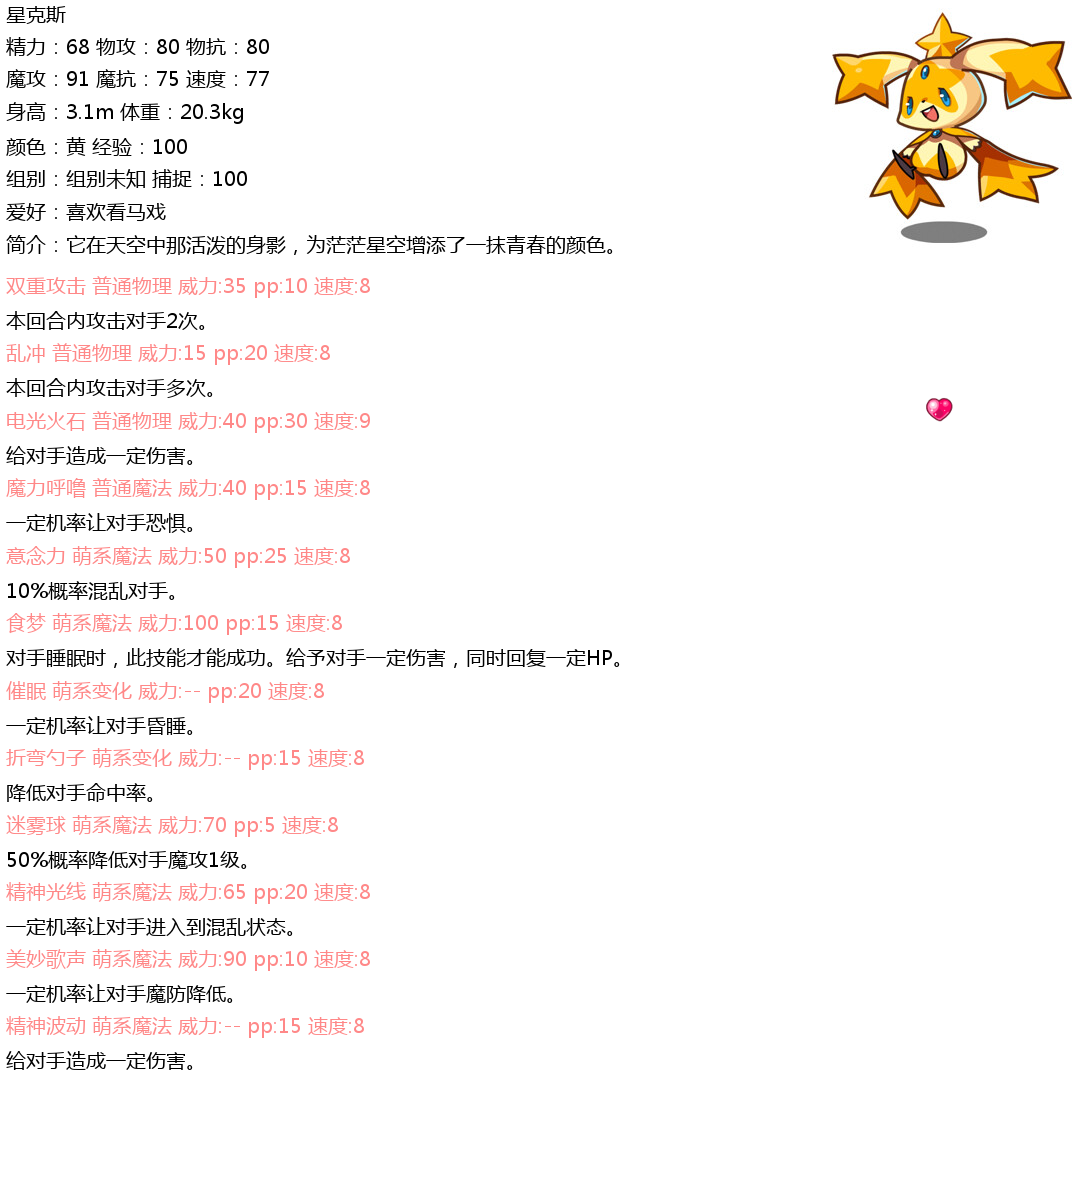 星克斯
精力：68 物攻：80 物抗：80
魔攻：91 魔抗：75 速度：77
身高：3.1m 体重：20.3kg
颜色：黄 经验：100
组别：组别未知 捕捉：100
爱好：喜欢看马戏
简介：它在天空中那活泼的身影，为茫茫星空增添了一抹青春的颜色。
双重攻击 普通物理 威力:35 pp:10 速度:8
本回合内攻击对手2次。
乱冲 普通物理 威力:15 pp:20 速度:8
本回合内攻击对手多次。
电光火石 普通物理 威力:40 pp:30 速度:9
给对手造成一定伤害。
魔力呼噜 普通魔法 威力:40 pp:15 速度:8
一定机率让对手恐惧。
意念力 萌系魔法 威力:50 pp:25 速度:8
10%概率混乱对手。
食梦 萌系魔法 威力:100 pp:15 速度:8
对手睡眠时，此技能才能成功。给予对手一定伤害，同时回复一定HP。
催眠 萌系变化 威力:-- pp:20 速度:8
一定机率让对手昏睡。
折弯勺子 萌系变化 威力:-- pp:15 速度:8
降低对手命中率。
迷雾球 萌系魔法 威力:70 pp:5 速度:8
50%概率降低对手魔攻1级。
精神光线 萌系魔法 威力:65 pp:20 速度:8
一定机率让对手进入到混乱状态。
美妙歌声 萌系魔法 威力:90 pp:10 速度:8
一定机率让对手魔防降低。
精神波动 萌系魔法 威力:-- pp:15 速度:8
给对手造成一定伤害。